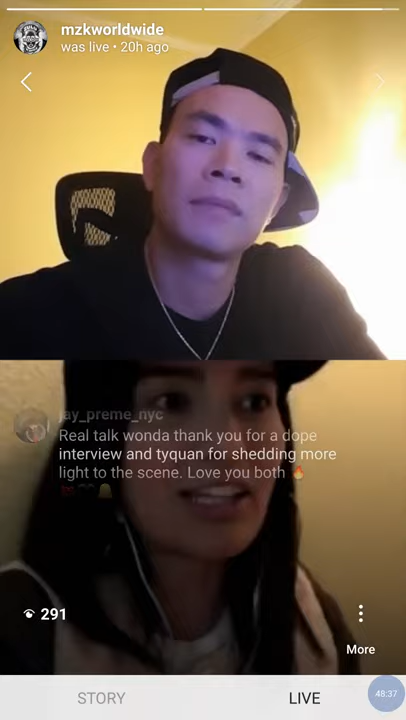 mzkworldwide
was live • 20h ago
jay_preme_nyc
Real talk wonda thank you for a dope
interview and tyquan for shedding more
light to the scene. Love you both 🔥
291
More
STORY
LIVE
48:37